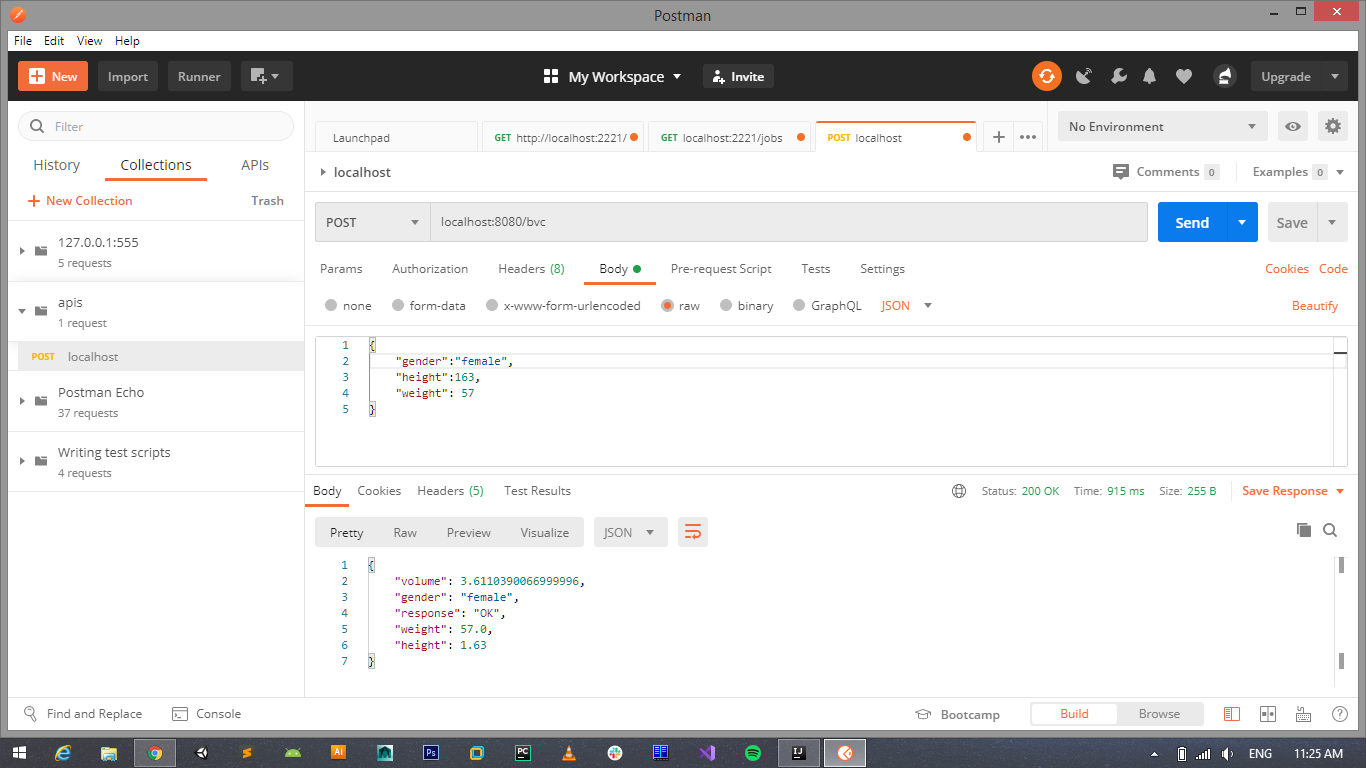 Postman
File Edit View Help
New Import Runner My Workspace Invite Upgrade
Filter
History Collections APIs
New Collection Trash
127.0.0.1:555
5 requests
apis
1 request
POST localhost
Postman Echo
37 requests
Writing test scripts
4 requests
Launchpad GET http://localhost:2221/ GET localhost:2221/jobs POST localhost No Environment
localhost Comments 0 Examples 0
POST localhost:8080/bvc Send Save
Params Authorization Headers (8) Body Pre-request Script Tests Settings Cookies Code
none form-data x-www-form-urlencoded raw binary GraphQL JSON Beautify
1 {
2 "gender":"female",
3 "height":163,
4 "weight": 57
5 }
Body Cookies Headers (5) Test Results Status: 200 OK Time: 915 ms Size: 255 B Save Response
Pretty Raw Preview Visualize JSON
1 {
2 "volume": 3.6110390066999996,
3 "gender": "female",
4 "response": "OK",
5 "weight": 57.0,
6 "height": 1.63
7 }
Find and Replace Console Bootcamp Build Browse
Ai Ps PC IJ ENG 11:25 AM